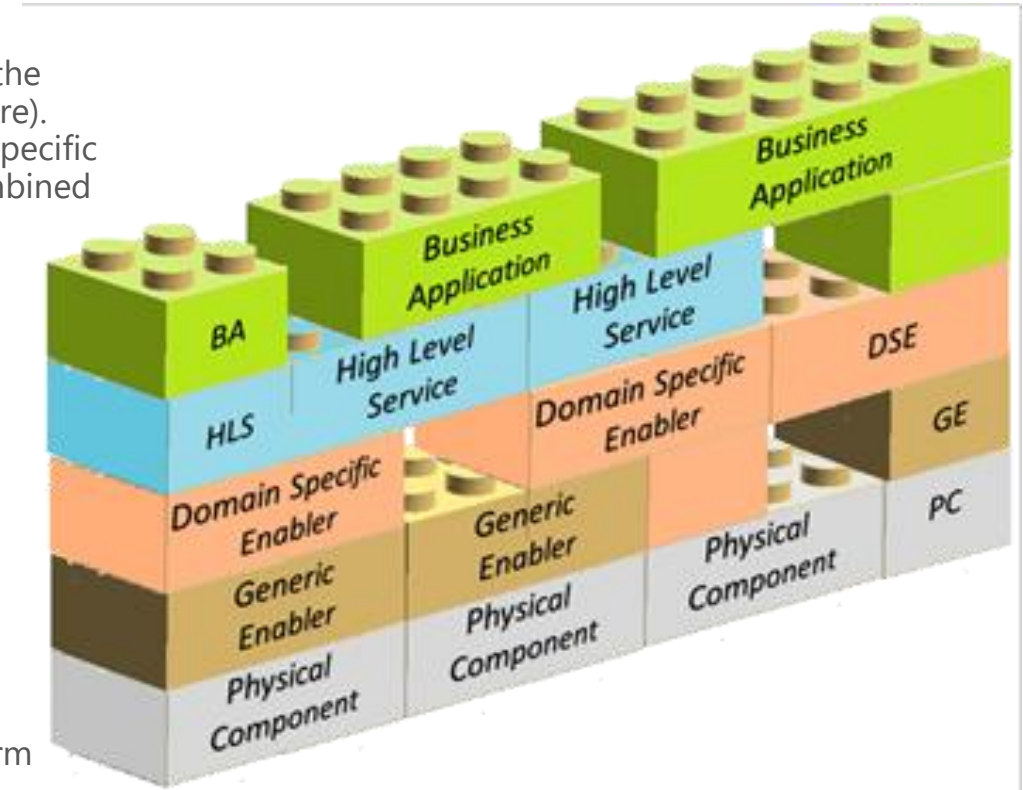 the
re).
pecific
nbined
Business
Application
Business
Application
BA
High Level
Service
High Level
Service
HLS
DSE
Domain Specific
Enabler
Domain Specific
Enabler
GE
Generic
Enabler
Generic
Enabler
PC
Physical
Component
Physical
Component
Physical
Component
rm